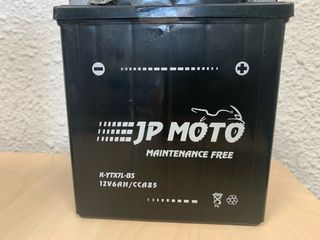 JP MOTO
MAINTENANCE FREE
K-YTX7L-BS
12V6AH/CCA85